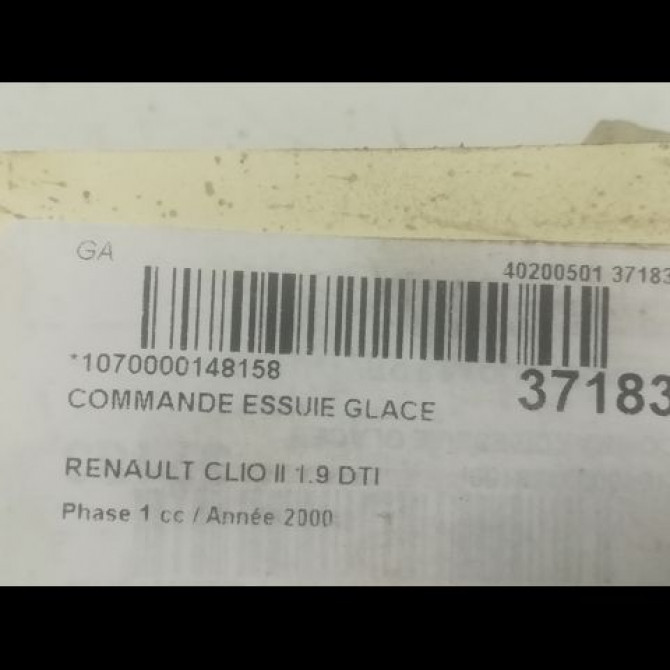 GA
40200501 37183
*1070000148158
37183
COMMANDE ESSUIE GLACE
RENAULT CLIO II 1.9 DTI
Phase 1 cc / Année 2000